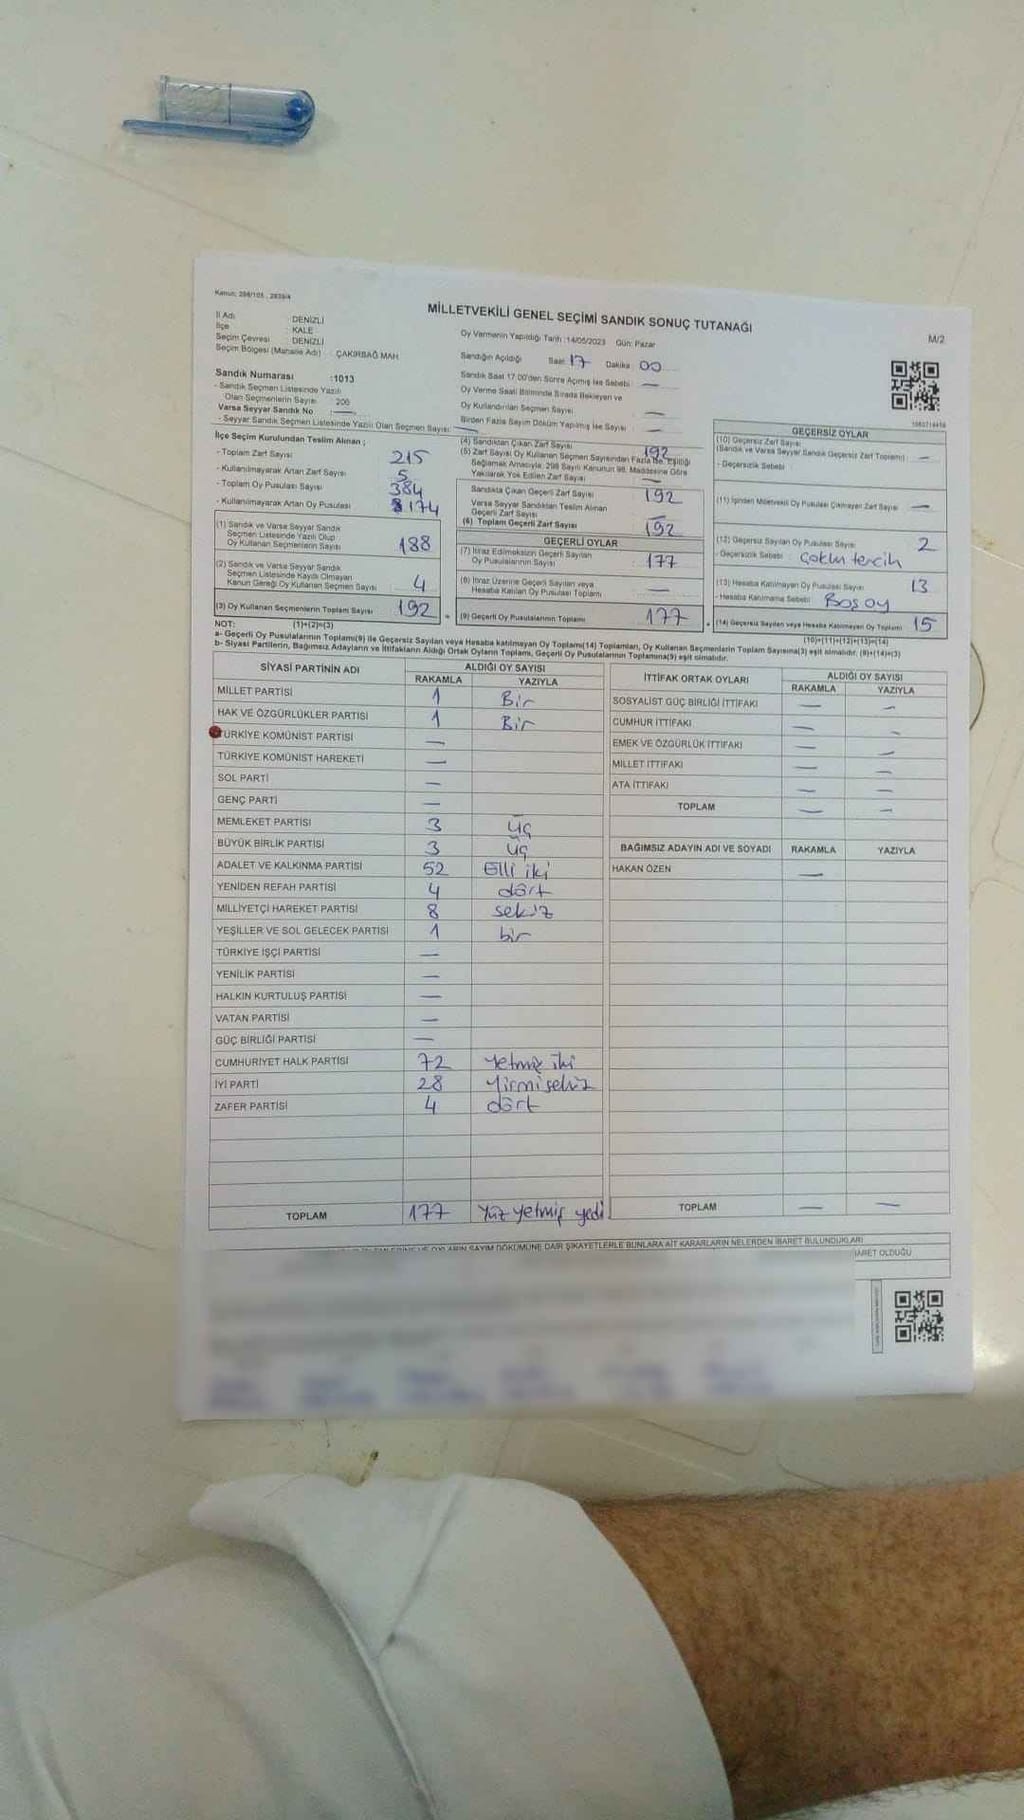 Kanun: 298/105 , 2839/4
MİLLETVEKİLİ GENEL SEÇİMİ SANDIK SONUÇ TUTANAĞI
M/2
İl Adı : DENİZLİ
İlçe : KALE
Seçim Çevresi : DENİZLİ
Seçim Bölgesi (Mahalle Adı) : ÇAKIRBAĞ MAH
Sandık Numarası :1013
- Sandık Seçmen Listesinde Yazılı
Olan Seçmenlerin Sayısı 206
Varsa Seyyar Sandık No : —
- Seyyar Sandık Seçmen Listesinde Yazılı Olan Seçmen Sayısı: —
Oy Vermenin Yapıldığı Tarih :14/05/2023 Gün: Pazar
Sandığın Açıldığı Saat 17 Dakika 00
Sandık Saat 17.00'den Sonra Açılmış İse Sebebi : —
Oy Verme Saati Bitiminde Sırada Bekleyen ve
Oy Kullandırılan Seçmen Sayısı : —
Birden Fazla Sayım Döküm Yapılmış İse Sayısı : —
İlçe Seçim Kurulundan Teslim Alınan ;
- Toplam Zarf Sayısı 215
- Kullanılmayarak Artan Zarf Sayısı 5
- Toplam Oy Pusulası Sayısı 384
- Kullanılmayarak Artan Oy Pusulası 174
(1) Sandık ve Varsa Seyyar Sandık
Seçmen Listesinde Yazılı Olup
Oy Kullanan Seçmenlerin Sayısı 188
(2) Sandık ve Varsa Seyyar Sandık
Seçmen Listesinde Kayıtlı Olmayan
Kanun Gereği Oy Kullanan Seçmen Sayısı 4
(3) Oy Kullanan Seçmenlerin Toplam Sayısı 192
(4) Sandıktan Çıkan Zarf Sayısı 192
(5) Zarf Sayısı Oy Kullanan Seçmen Sayısından Fazla İse, Eşitliği
Sağlamak Amacıyla, 298 Sayılı Kanunun 98. Maddesine Göre
Yakılarak Yok Edilen Zarf Sayısı —
Sandıkta Çıkan Geçerli Zarf Sayısı 192
Varsa Seyyar Sandıktan Teslim Alınan
Geçerli Zarf Sayısı —
(6) Toplam Geçerli Zarf Sayısı 192
GEÇERLİ OYLAR
(7) İtiraz Edilmeksizin Geçerli Sayılan
Oy Pusulalarının Sayısı : 177
(8) İtiraz Üzerine Geçerli Sayılan veya
Hesaba Katılan Oy Pusulası Toplamı —
(9) Geçerli Oy Pusulalarının Toplamı 177
GEÇERSİZ OYLAR
(10) Geçersiz Zarf Sayısı
(Sandık ve Varsa Seyyar Sandık Geçersiz Zarf Toplamı) : —
- Geçersizlik Sebebi :
(11) İçinden Milletvekili Oy Pusulası Çıkmayan Zarf Sayısı —
(12) Geçersiz Sayılan Oy Pusulası Sayısı 2
- Geçersizlik Sebebi : Çoklu tercih
(13) Hesaba Katılmayan Oy Pusulası Sayısı 13
- Hesaba Katılmama Sebebi Boş oy
(14) Geçersiz Sayılan veya Hesaba Katılmayan Oy Toplamı 15
NOT: (1)+(2)=(3)
(10)+(11)+(12)+(13)=(14)
a- Geçerli Oy Pusulalarının Toplamı(9) ile Geçersiz Sayılan veya Hesaba katılmayan Oy Toplamı(14) Toplamları, Oy Kullanan Seçmenlerin Toplam Sayısına(3) eşit olmalıdır. (9)+(14)=(3)
b- Siyasi Partilerin, Bağımsız Adayların ve İttifakların Aldığı Ortak Oyların Toplamı, Geçerli Oy Pusulalarının Toplamına(9) eşit olmalıdır.
SİYASİ PARTİNİN ADI ALDIĞI OY SAYISI
RAKAMLA YAZIYLA
MİLLET PARTİSİ 1 Bir
HAK VE ÖZGÜRLÜKLER PARTİSİ 1 Bir
TÜRKİYE KOMÜNİST PARTİSİ —
TÜRKİYE KOMÜNİST HAREKETİ —
SOL PARTİ —
GENÇ PARTİ —
MEMLEKET PARTİSİ 3 üç
BÜYÜK BİRLİK PARTİSİ 3 üç
ADALET VE KALKINMA PARTİSİ 52 Elli iki
YENİDEN REFAH PARTİSİ 4 dört
MİLLİYETÇİ HAREKET PARTİSİ 8 sekiz
YEŞİLLER VE SOL GELECEK PARTİSİ 1 bir
TÜRKİYE İŞÇİ PARTİSİ —
YENİLİK PARTİSİ —
HALKIN KURTULUŞ PARTİSİ —
VATAN PARTİSİ —
GÜÇ BİRLİĞİ PARTİSİ —
CUMHURİYET HALK PARTİSİ 72 Yetmiş iki
İYİ PARTİ 28 Yirmi sekiz
ZAFER PARTİSİ 4 dört
TOPLAM 177 Yüz yetmiş yedi
İTTİFAK ORTAK OYLARI ALDIĞI OY SAYISI
RAKAMLA YAZIYLA
SOSYALİST GÜÇ BİRLİĞİ İTTİFAKI — —
CUMHUR İTTİFAKI — —
EMEK VE ÖZGÜRLÜK İTTİFAKI — —
MİLLET İTTİFAKI — —
ATA İTTİFAKI — —
TOPLAM — —
BAĞIMSIZ ADAYIN ADI VE SOYADI RAKAMLA YAZIYLA
HAKAN ÖZEN —
TOPLAM — —
OYLARIN SAYIM DÖKÜMÜNE DAİR ŞİKAYETLERLE BUNLARA AİT KARARLARIN NELERDEN İBARET BULUNDUKLARI
İBARET OLDUĞU